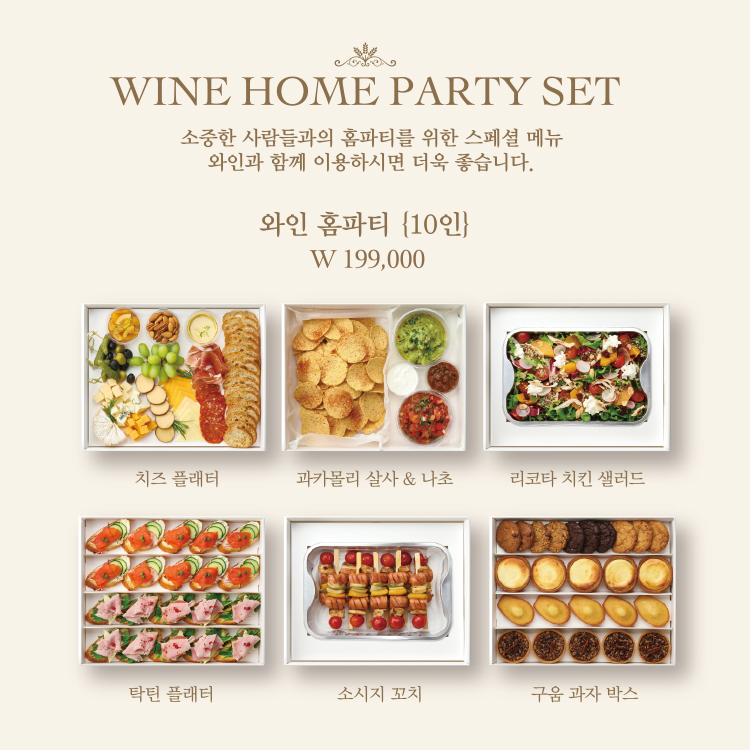 WINE HOME PARTY SET
소중한 사람들과의 홈파티를 위한 스페셜 메뉴
와인과 함께 이용하시면 더욱 좋습니다.
와인 홈파티 {10인}
W 199,000
치즈 플래터
과카몰리 살사 & 나초
리코타 치킨 샐러드
탁틴 플래터
소시지 꼬치
구움 과자 박스